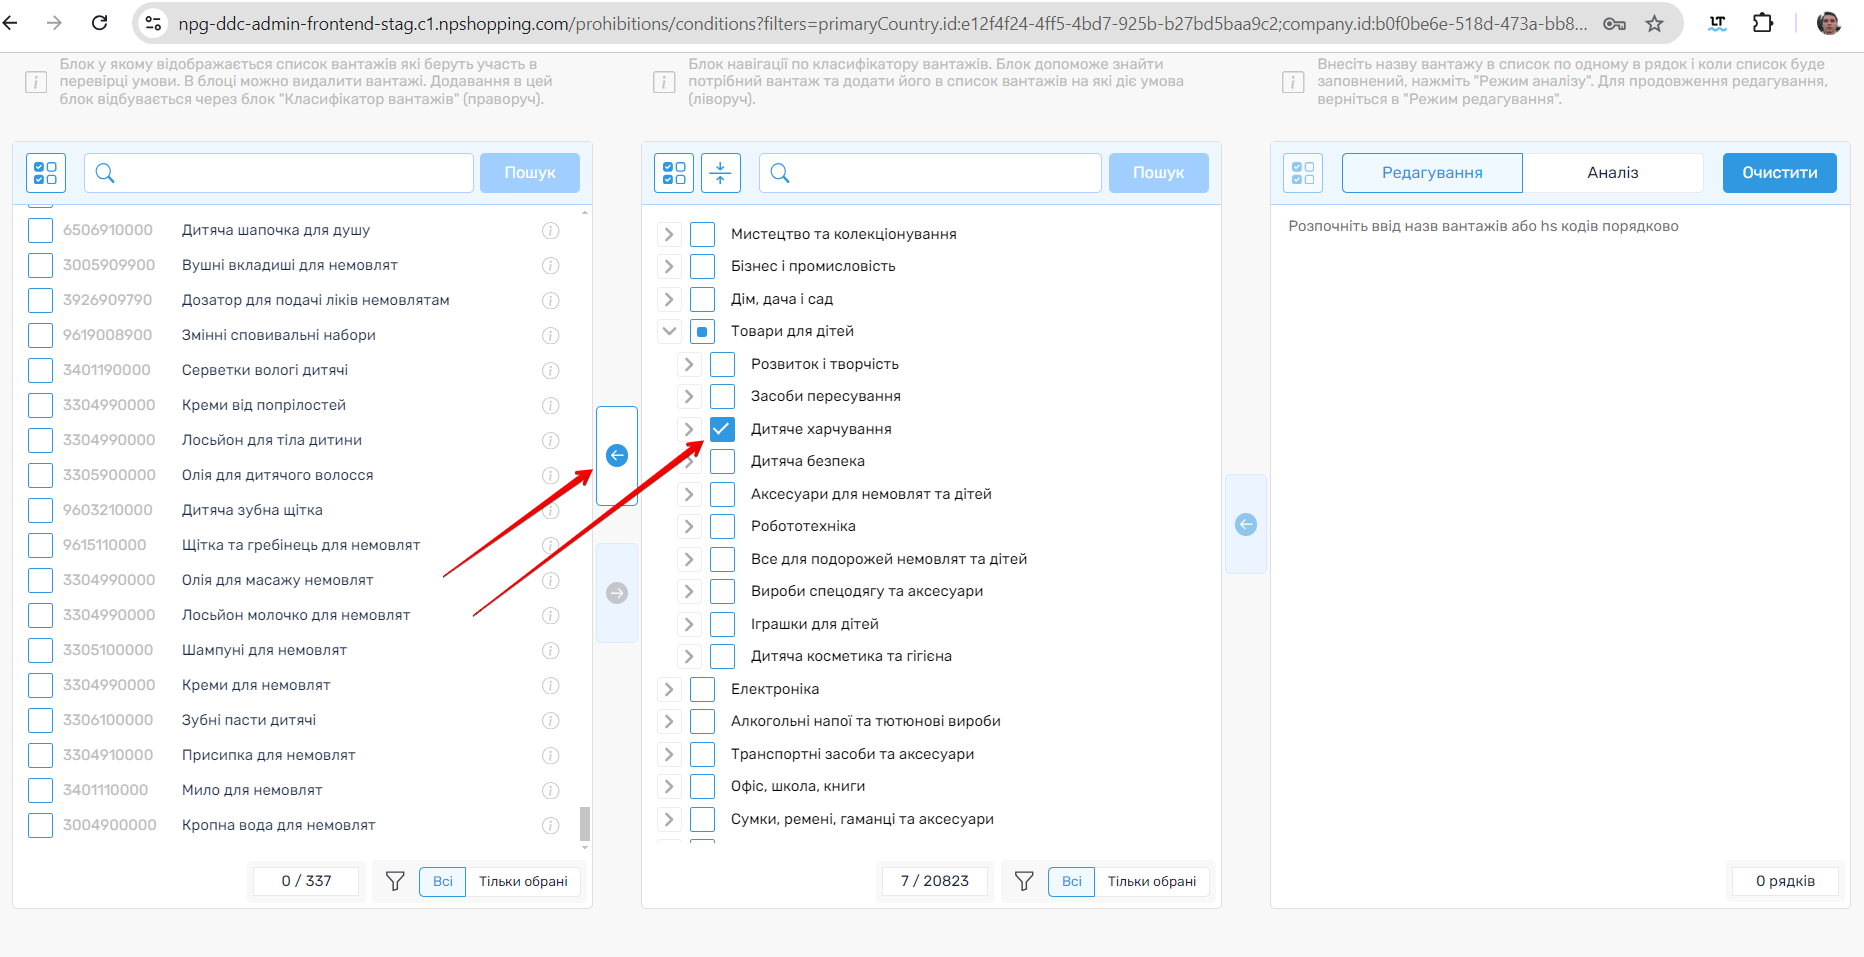 npg-ddc-admin-frontend-stag.c1.npshopping.com/prohibitions/conditions?filters=primaryCountry.id:e12f4f24-4ff5-4bd7-925b-b27bd5baa9c2;company.id:b0f0be6e-518d-473a-bb8...
LT
Блок у якому відображається список вантажів які беруть участь в
перевірці умови. В блоці можно видалити вантажі. Додавання в цей
блок відбувається через блок "Класифікатор вантажів" (праворуч).
Блок навігації по класифікатору вантажів. Блок допоможе знайти
потрібний вантаж та додати його в список вантажів на які діє умова
(ліворуч).
Внесіть назву вантажу в список по одному в рядок і коли список буде
заповнений, нажміть "Режим аналізу". Для продовження редагування,
верніться в "Режим редагування".
Пошук
6506910000 Дитяча шапочка для душу
3005909900 Вушні вкладиші для немовлят
3926909790 Дозатор для подачі ліків немовлятам
9619008900 Змінні сповивальні набори
3401190000 Серветки вологі дитячі
3304990000 Креми від попрілостей
3304990000 Лосьйон для тіла дитини
3305900000 Олія для дитячого волосся
9603210000 Дитяча зубна щітка
9615110000 Щітка та гребінець для немовлят
3304990000 Олія для масажу немовлят
3304990000 Лосьйон молочко для немовлят
3305100000 Шампуні для немовлят
3304990000 Креми для немовлят
3306100000 Зубні пасти дитячі
3304910000 Присипка для немовлят
3401110000 Мило для немовлят
3004900000 Кропна вода для немовлят
0 / 337 Всі Тільки обрані
Пошук
Мистецтво та колекціонування
Бізнес і промисловість
Дім, дача і сад
Товари для дітей
Розвиток і творчість
Засоби пересування
Дитяче харчування
Дитяча безпека
Аксесуари для немовлят та дітей
Робототехніка
Все для подорожей немовлят та дітей
Вироби спецодягу та аксесуари
Іграшки для дітей
Дитяча косметика та гігієна
Електроніка
Алкогольні напої та тютюнові вироби
Транспортні засоби та аксесуари
Офіс, школа, книги
Сумки, ремені, гаманці та аксесуари
7 / 20823 Всі Тільки обрані
Редагування Аналіз Очистити
Розпочніть ввід назв вантажів або hs кодів порядково
0 рядків